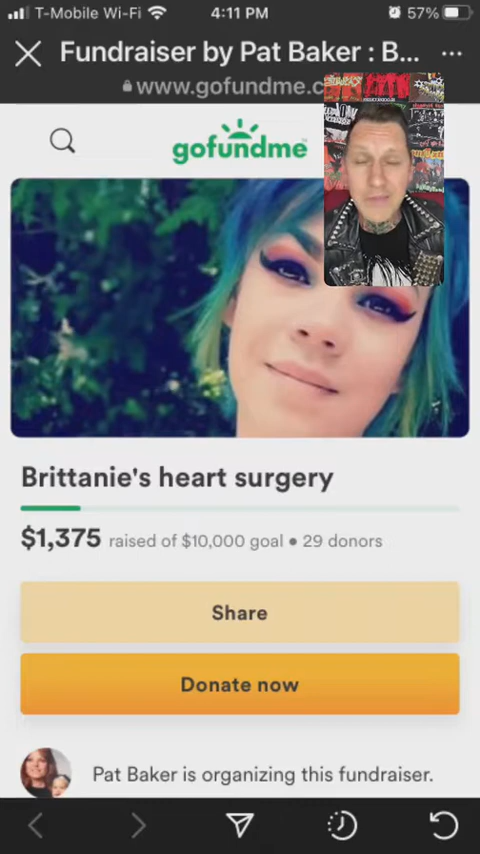 T-Mobile Wi-Fi 4:11 PM 57%
Fundraiser by Pat Baker : B...
www.gofundme.c
gofundme
Brittanie's heart surgery
$1,375 raised of $10,000 goal • 29 donors
Share
Donate now
Pat Baker is organizing this fundraiser.